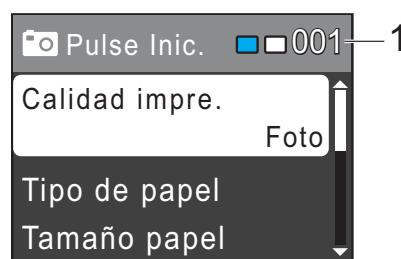 Pulse Inic. 001 1
Calidad impre.
Foto
Tipo de papel
Tamaño papel